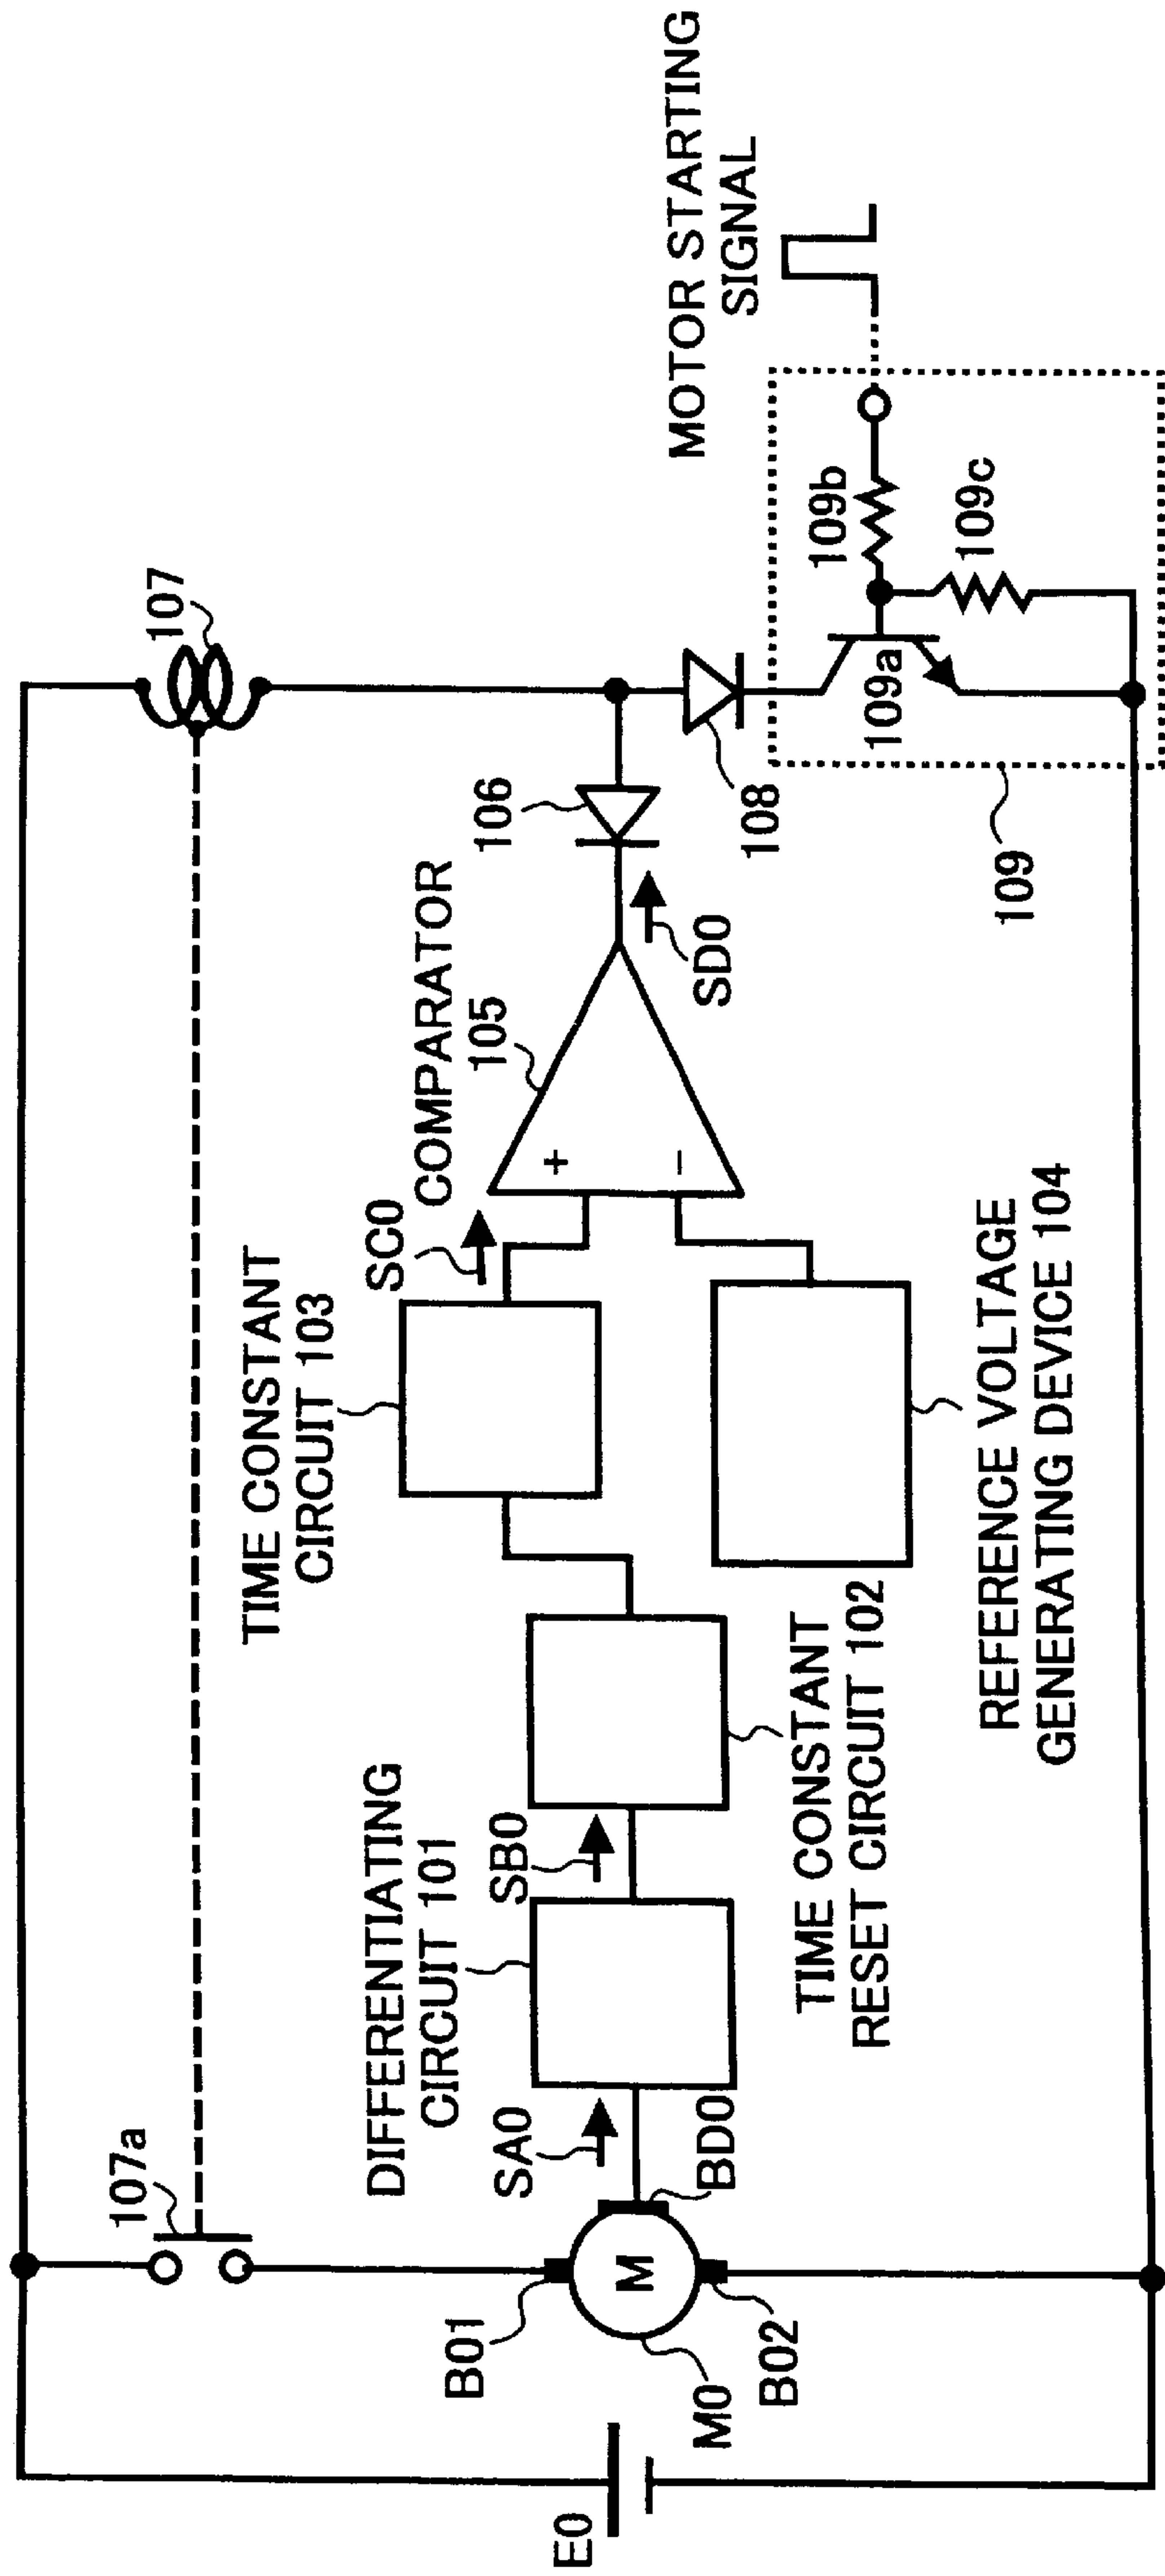 107a
107
TIME CONSTANT
CIRCUIT 103
DIFFERENTIATING
CIRCUIT 101
SC0
COMPARATOR
105
106
MOTOR STARTING
SIGNAL
B01
SA0
SB0
+
−
SD0
M
E0
M0
B02
BD0
TIME CONSTANT
RESET CIRCUIT 102
REFERENCE VOLTAGE
GENERATING DEVICE 104
108
109a
109b
109c
109